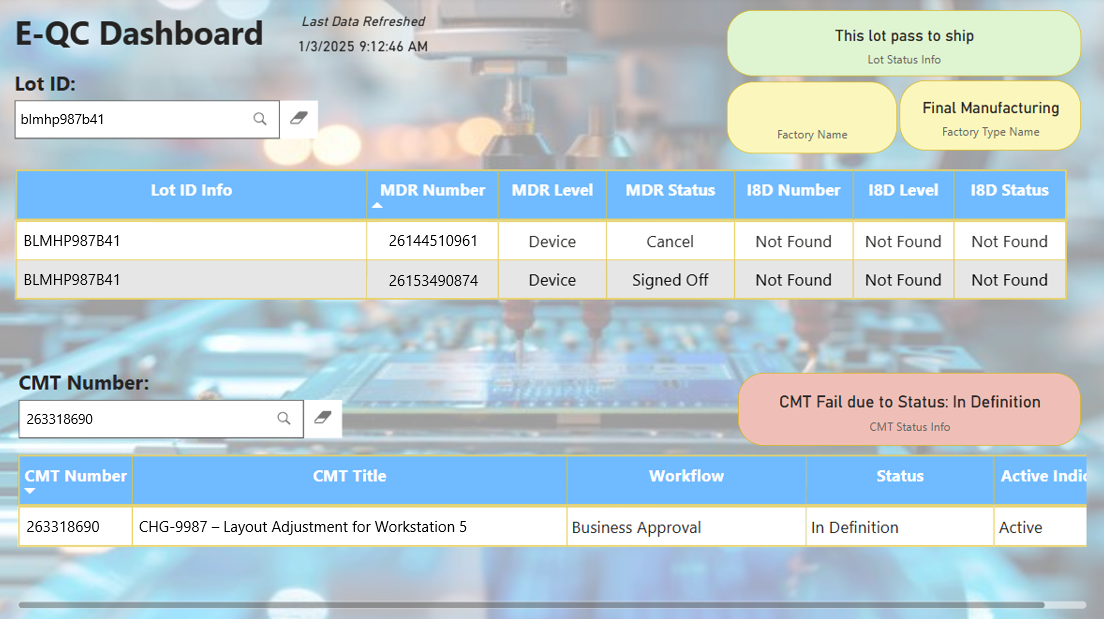 E-QC Dashboard
Last Data Refreshed
1/3/2025 9:12:46 AM
This lot pass to ship
Lot Status Info
Lot ID:
blmhp987b41
Factory Name
Final Manufacturing
Factory Type Name
Lot ID Info MDR Number MDR Level MDR Status I8D Number I8D Level I8D Status
BLMHP987B41 26144510961 Device Cancel Not Found Not Found Not Found
BLMHP987B41 26153490874 Device Signed Off Not Found Not Found Not Found
CMT Number:
263318690
CMT Fail due to Status: In Definition
CMT Status Info
CMT Number CMT Title Workflow Status Active Indic
263318690 CHG-9987 – Layout Adjustment for Workstation 5 Business Approval In Definition Active